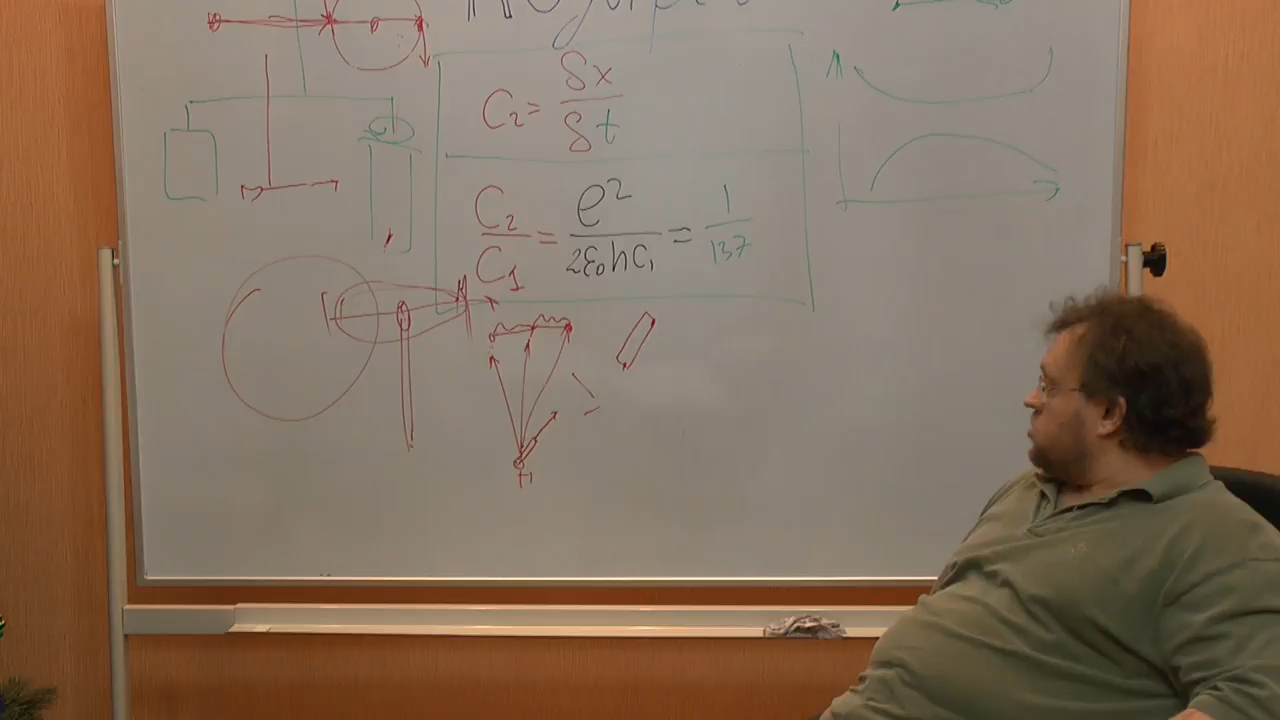 C₂ = δx / δt
C₂ / C₁ = e² / 2ε₀hC₁ = 1 / 137